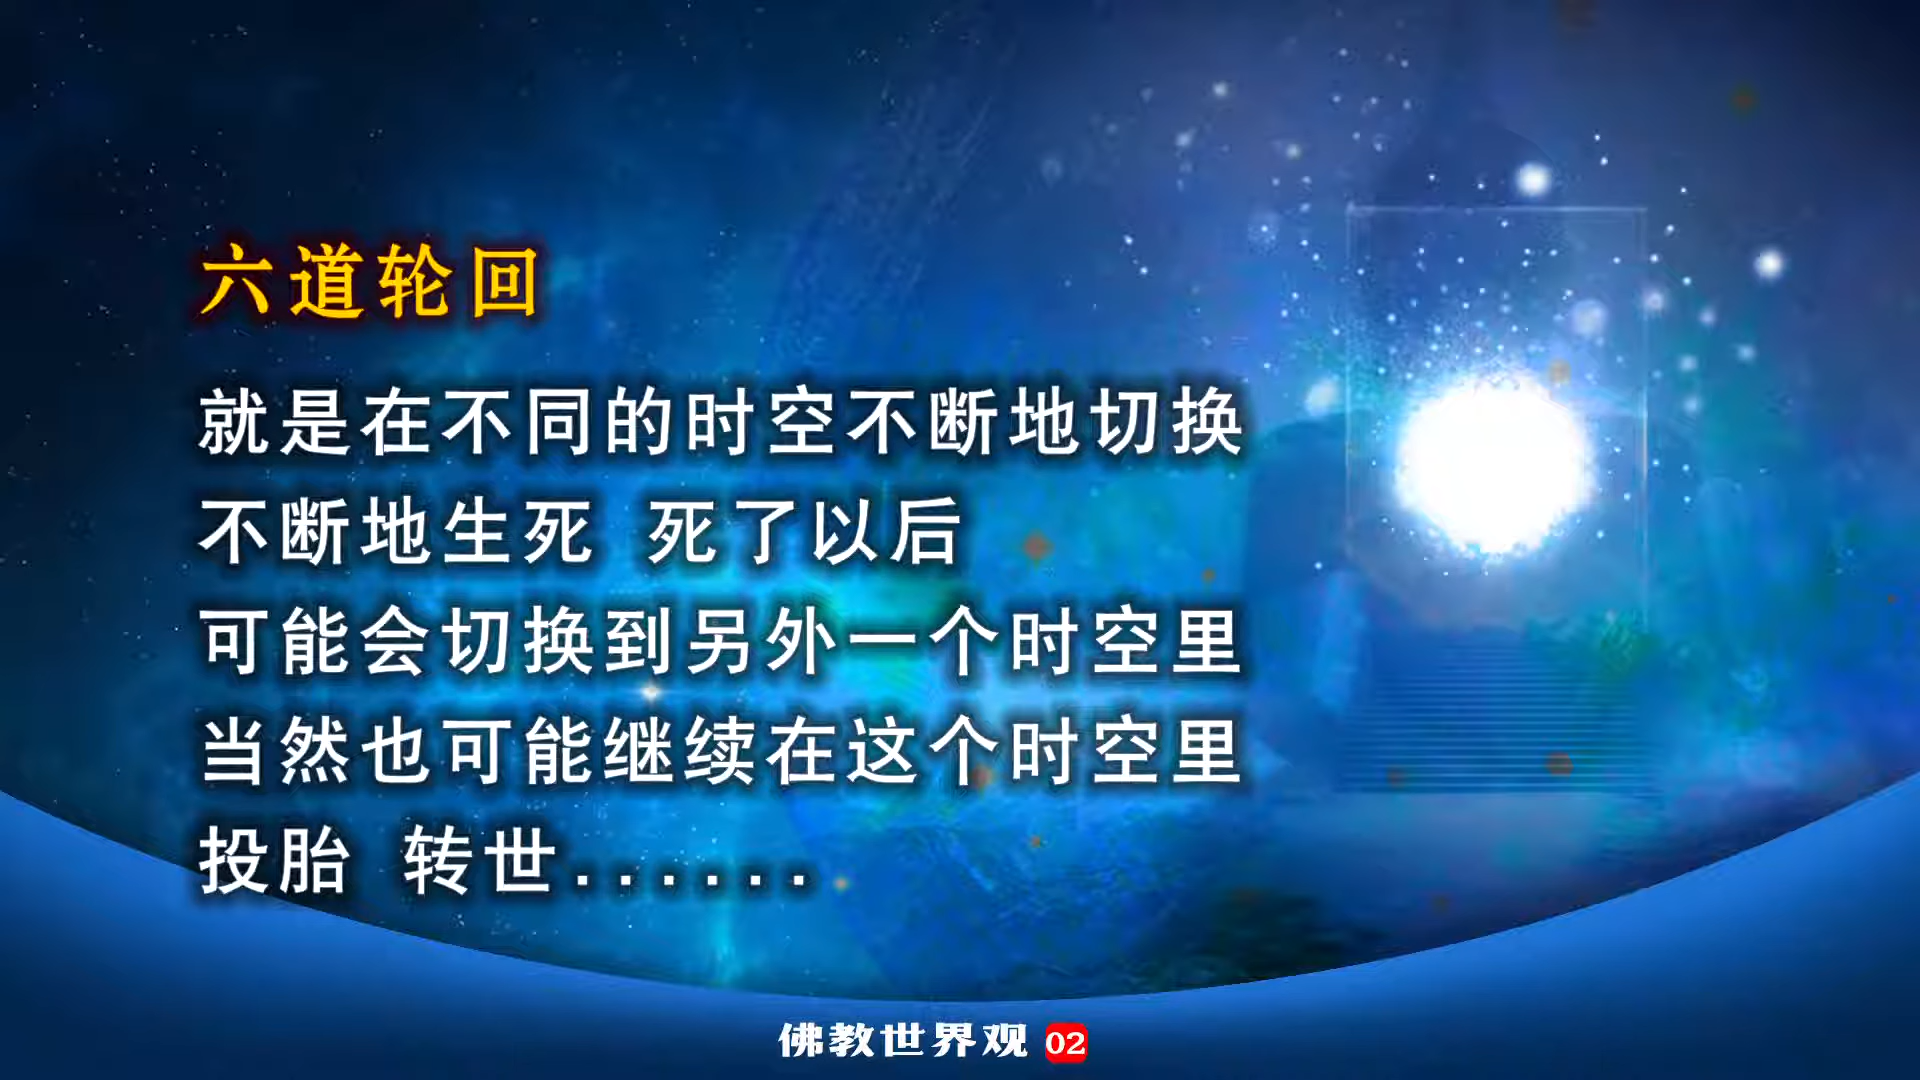 六道轮回
就是在不同的时空不断地切换
不断地生死 死了以后
可能会切换到另外一个时空里
当然也可能继续在这个时空里
投胎 转世......
佛教世界观 02